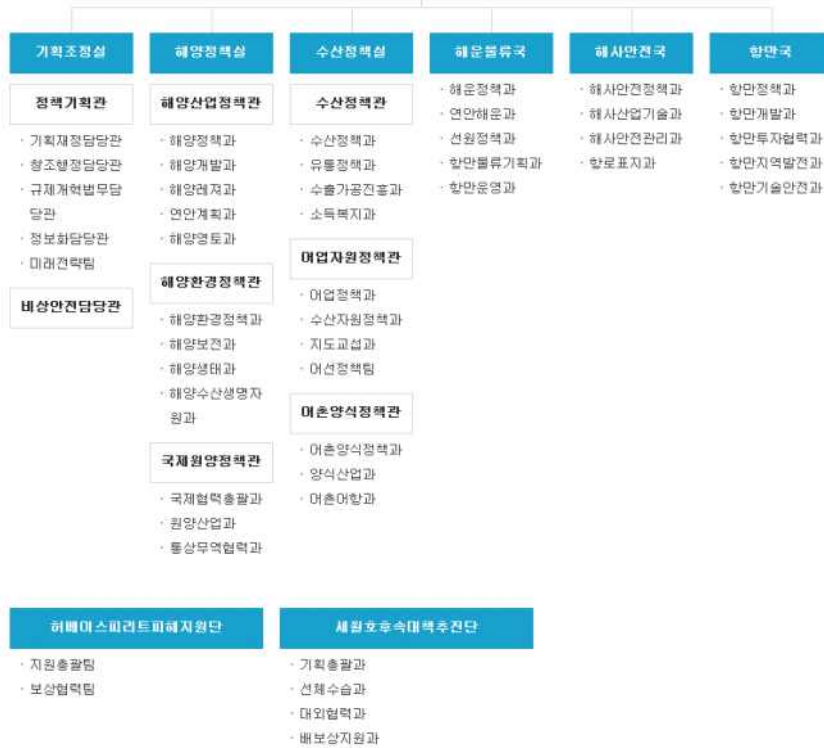 기획조정실
정책기획관
· 기획재정담당관
· 창조행정담당관
· 규제개혁법무담
당관
· 정보화담당관
· 미래전략팀
비상안전담당관
해양정책실
해양산업정책관
· 해양정책과
· 해양개발과
· 해양레저과
· 연안계획과
· 해양영토과
해양환경정책관
· 해양환경정책과
· 해양보전과
· 해양생태과
· 해양수산생명자
원과
국제원양정책관
· 국제협력총괄과
· 원양산업과
· 통상무역협력과
수산정책실
수산정책관
· 수산정책과
· 유통정책과
· 수출가공진흥과
· 소득복지과
어업자원정책관
· 어업정책과
· 수산자원정책과
· 지도교섭과
· 어선정책팀
어촌양식정책관
· 어촌양식정책과
· 양식산업과
· 어촌어항과
해운물류국
· 해운정책과
· 연안해운과
· 선원정책과
· 항만물류기획과
· 항만운영과
해사안전국
· 해사안전정책과
· 해사산업기술과
· 해사안전관리과
· 항로표지과
항만국
· 항만정책과
· 항만개발과
· 항만투자협력과
· 항만지역발전과
· 항만기술안전과
허베이스피리트피해지원단
· 지원총괄팀
· 보상협력팀
세월호후속대책추진단
· 기획총괄과
· 선체수습과
· 대외협력과
· 배보상지원과